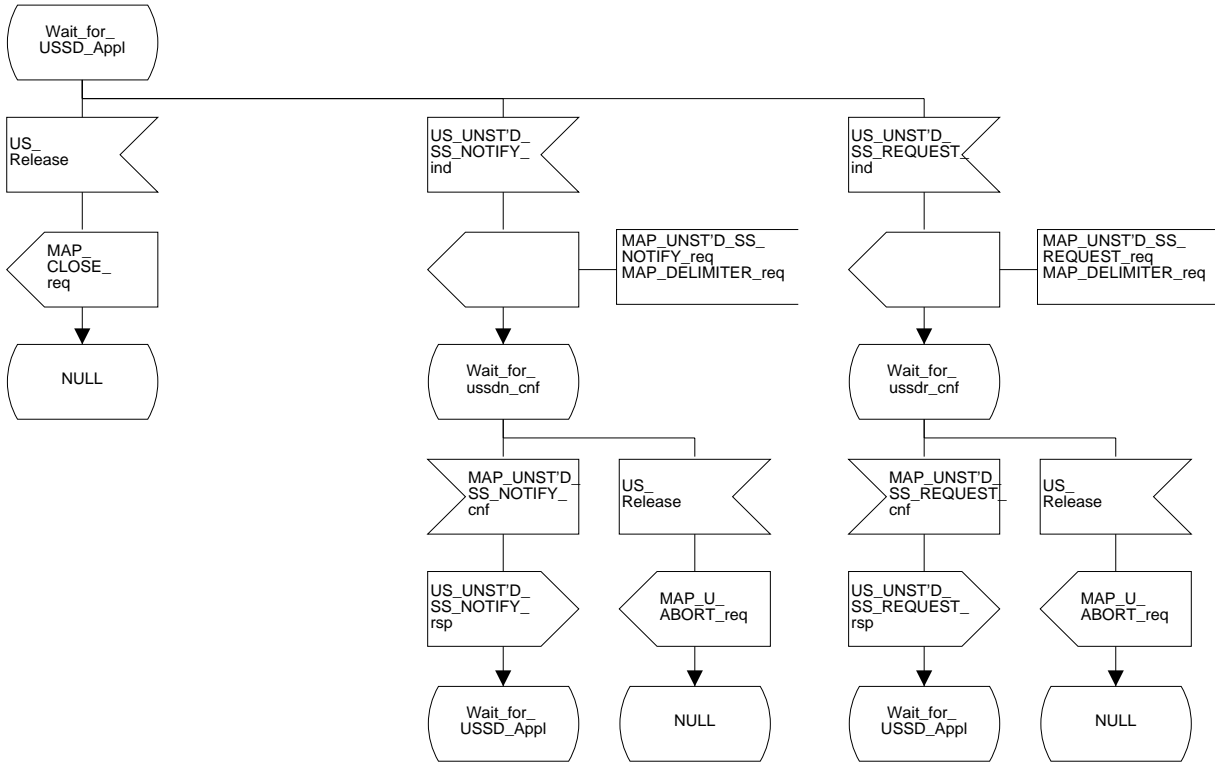 Wait_for_
USSD_Appl
US_
Release
US_UNST'D_
SS_NOTIFY_
ind
US_UNST'D_
SS_REQUEST_
ind
MAP_
CLOSE_
req
MAP_UNST'D_SS_
NOTIFY_req
MAP_DELIMITER_req
MAP_UNST'D_SS_
REQUEST_req
MAP_DELIMITER_req
NULL
Wait_for_
ussdn_cnf
Wait_for_
ussdr_cnf
MAP_UNST'D_
SS_NOTIFY_
cnf
US_
Release
MAP_UNST'D_
SS_REQUEST_
cnf
US_
Release
US_UNST'D_
SS_NOTIFY_
rsp
MAP_U_
ABORT_req
US_UNST'D_
SS_REQUEST_
rsp
MAP_U_
ABORT_req
Wait_for_
USSD_Appl
NULL
Wait_for_
USSD_Appl
NULL